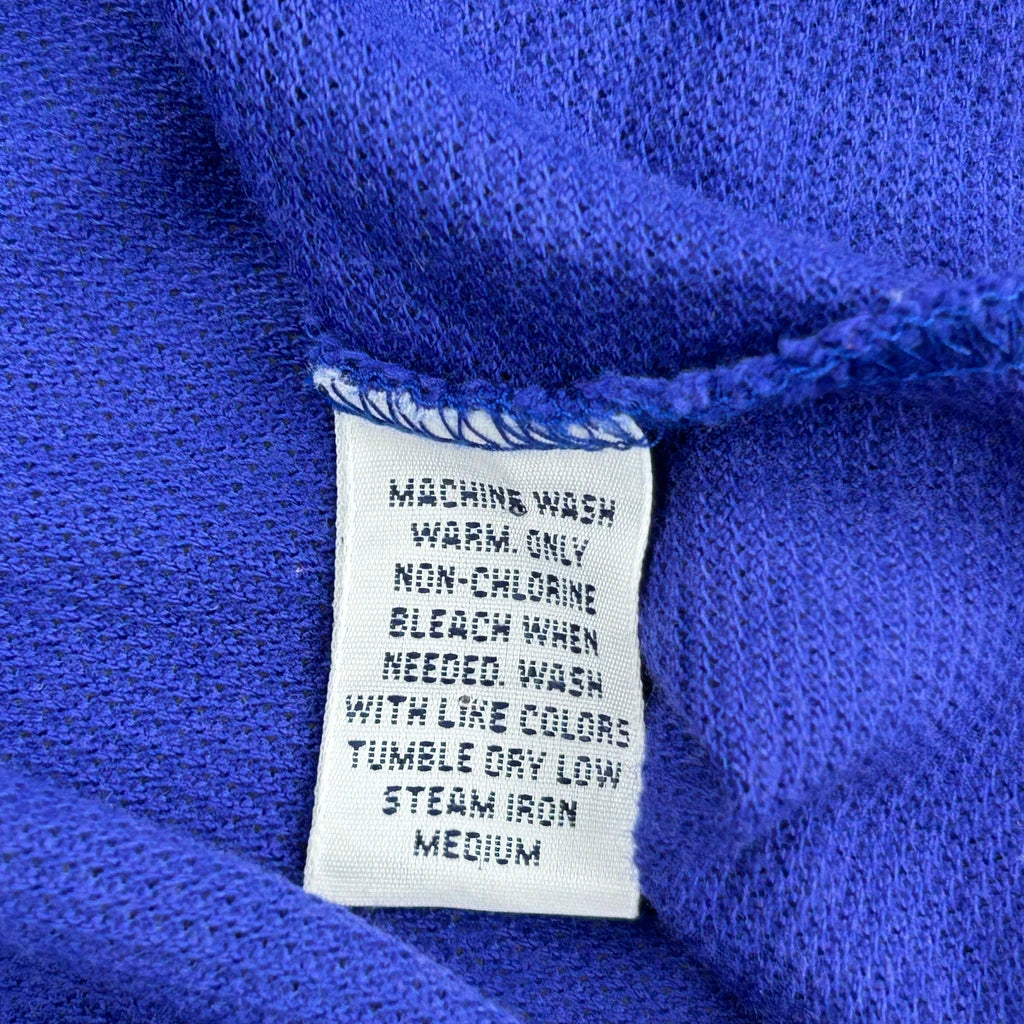 MACHINE WASH
WARM. ONLY
NON-CHLORINE
BLEACH WHEN
NEEDED. WASH
WITH LIKE COLORS
TUMBLE DRY LOW
STEAM IRON
MEDIUM